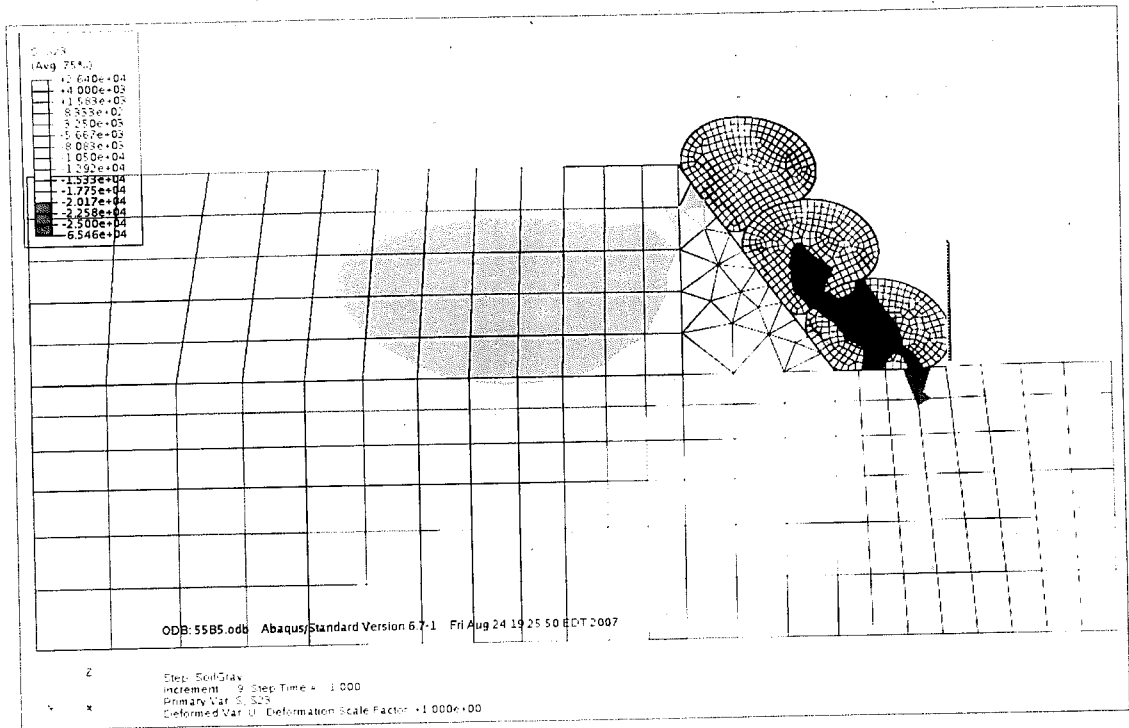 S, S23
(Avg: 75%)
+2.640e+04
+4.000e+03
+1.583e+03
8.333e+02
3.250e+03
5.667e+03
8.083e+03
1.050e+04
1.292e+04
-1.533e+04
-1.775e+04
-2.017e+04
-2.258e+04
-2.500e+04
-6.546e+04
ODB: 55B5.odb Abaqus/Standard Version 6.7-1 Fri Aug 24 19:25:50 EDT 2007
Z
Y X
Step: SoilGrav
Increment 9: Step Time = 1.000
Primary Var: S, S23
Deformed Var: U Deformation Scale Factor: +1.000e+00